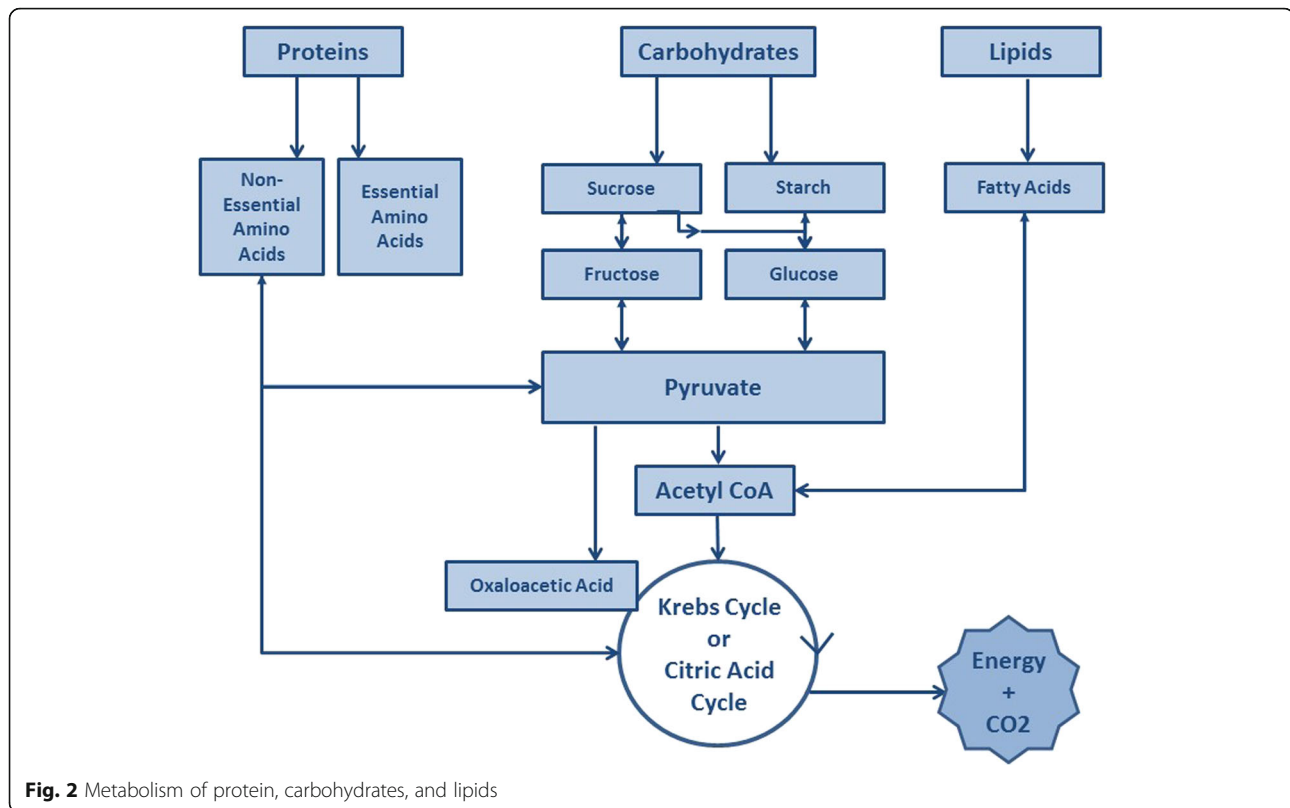 Proteins
Carbohydrates
Lipids
Non-
Essential
Amino
Acids
Essential
Amino
Acids
Sucrose
Starch
Fatty Acids
Fructose
Glucose
Pyruvate
Acetyl CoA
Oxaloacetic Acid
Krebs Cycle
or
Citric Acid
Cycle
Energy
+
CO2
Fig. 2 Metabolism of protein, carbohydrates, and lipids